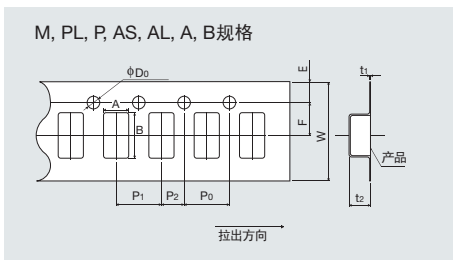 M, PL, P, AS, AL, A, B规格
ϕD0
A
B
E
F
W
t1
产品
P1
P2
P0
t2
拉出方向